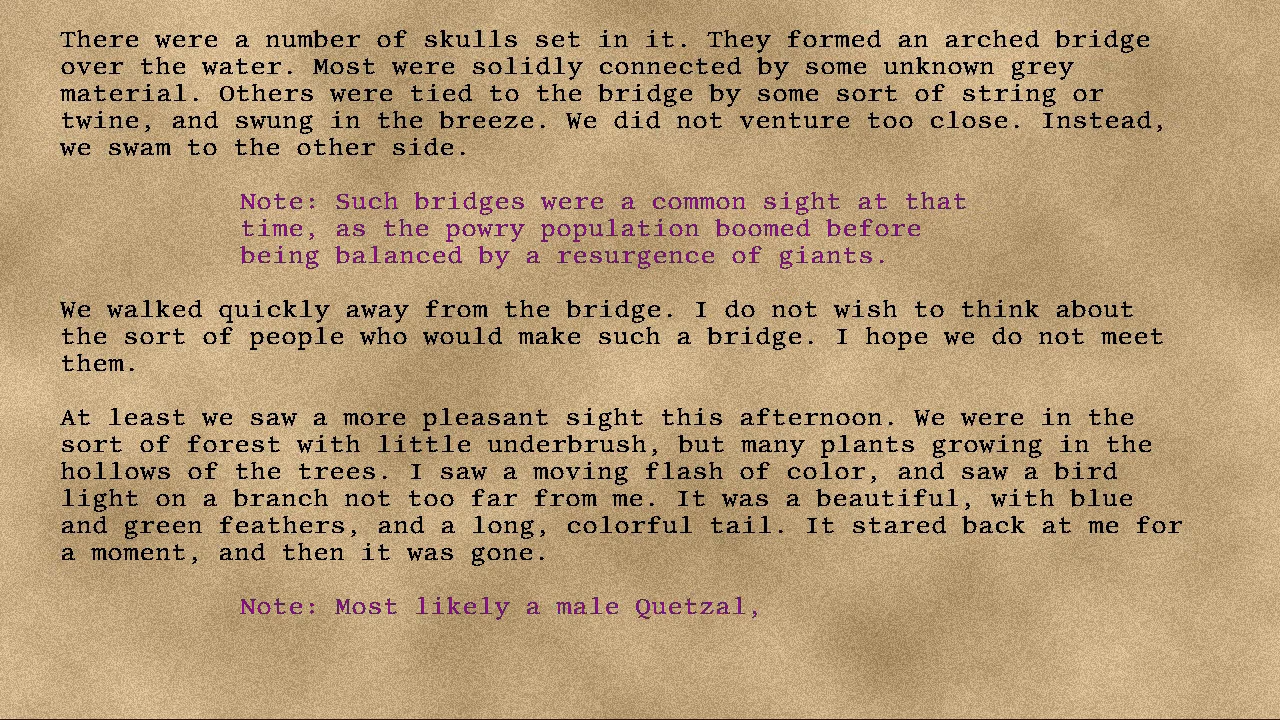 There were a number of skulls set in it. They formed an arched bridge
over the water. Most were solidly connected by some unknown grey
material. Others were tied to the bridge by some sort of string or
twine, and swung in the breeze. We did not venture too close. Instead,
we swam to the other side.
Note: Such bridges were a common sight at that
time, as the powry population boomed before
being balanced by a resurgence of giants.
We walked quickly away from the bridge. I do not wish to think about
the sort of people who would make such a bridge. I hope we do not meet
them.
At least we saw a more pleasant sight this afternoon. We were in the
sort of forest with little underbrush, but many plants growing in the
hollows of the trees. I saw a moving flash of color, and saw a bird
light on a branch not too far from me. It was a beautiful, with blue
and green feathers, and a long, colorful tail. It stared back at me for
a moment, and then it was gone.
Note: Most likely a male Quetzal,